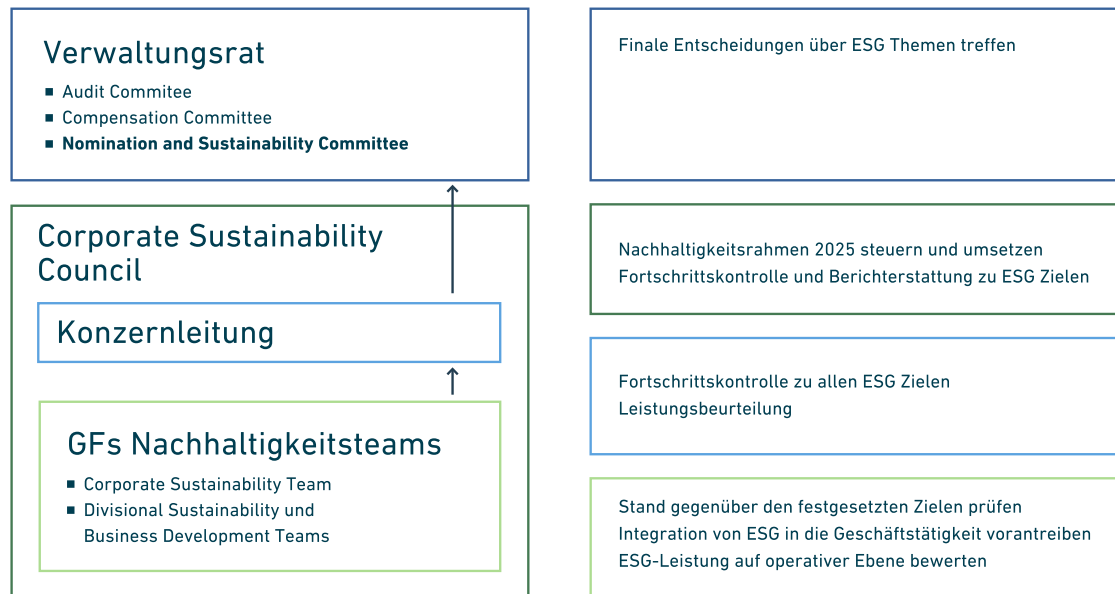 Verwaltungsrat
■ Audit Commitee
■ Compensation Committee
■ Nomination and Sustainability Committee
Finale Entscheidungen über ESG Themen treffen
Corporate Sustainability
Council
Nachhaltigkeitsrahmen 2025 steuern und umsetzen
Fortschrittskontrolle und Berichterstattung zu ESG Zielen
Konzernleitung
Fortschrittskontrolle zu allen ESG Zielen
Leistungsbeurteilung
GFs Nachhaltigkeitsteams
■ Corporate Sustainability Team
■ Divisional Sustainability und
Business Development Teams
Stand gegenüber den festgesetzten Zielen prüfen
Integration von ESG in die Geschäftstätigkeit vorantreiben
ESG-Leistung auf operativer Ebene bewerten